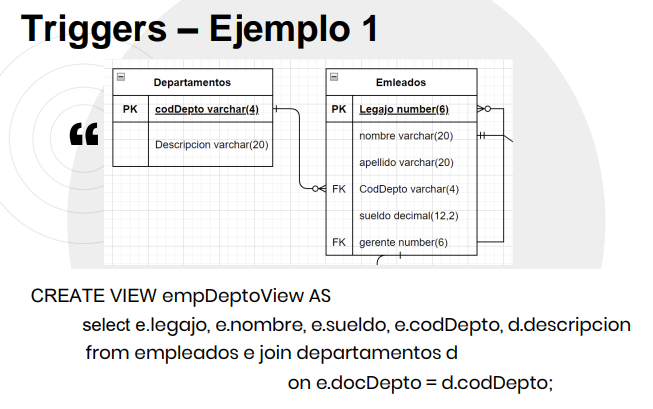 Triggers – Ejemplo 1
“
Departamentos
PK codDepto varchar(4)
Descripcion varchar(20)
Emleados
PK Legajo number(6)
nombre varchar(20)
apellido varchar(20)
FK CodDepto varchar(4)
sueldo decimal(12,2)
FK gerente number(6)
CREATE VIEW empDeptoView AS
select e.legajo, e.nombre, e.sueldo, e.codDepto, d.descripcion
from empleados e join departamentos d
on e.docDepto = d.codDepto;